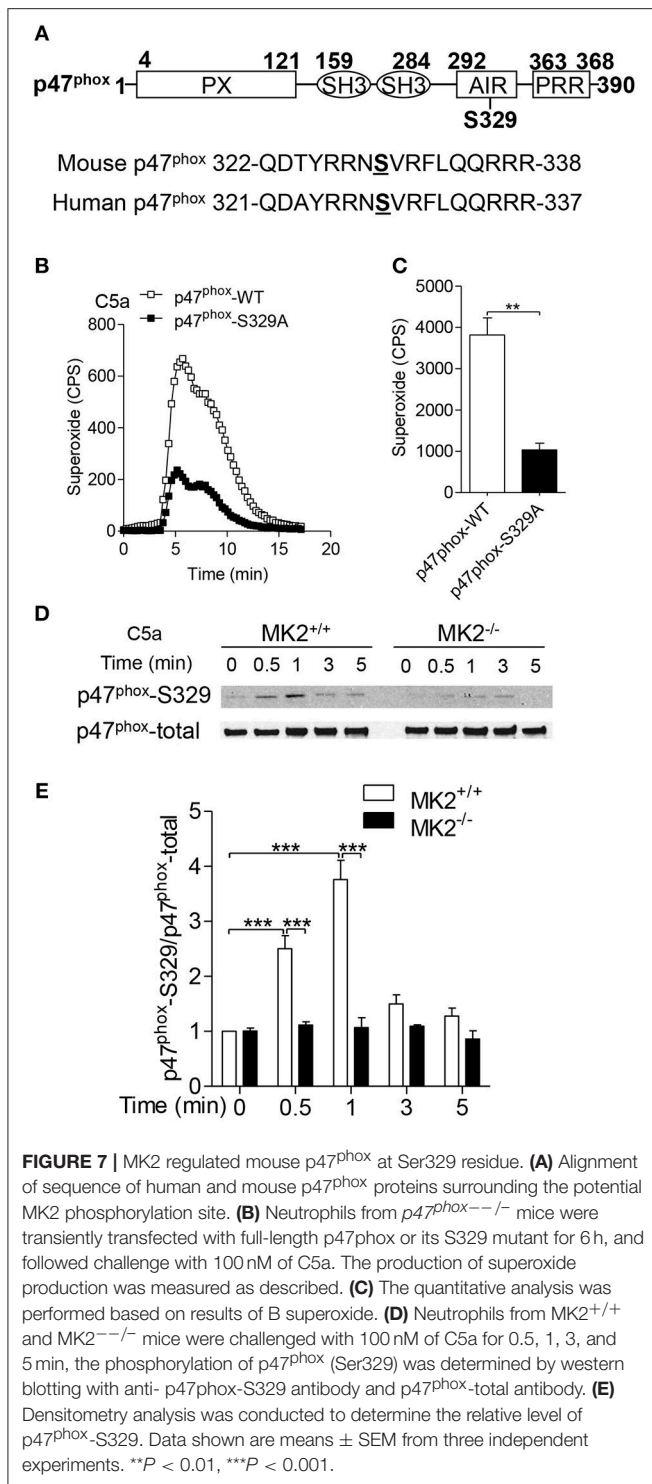 A
4 121 159 284 292 363 368
p47phox 1 PX SH3 SH3 AIR PRR 390
S329
Mouse p47phox 322-QDTYRRNSVRFLQQRRR-338
Human p47phox 321-QDAYRRNSVRFLQQRRR-337
B
C5a
p47phox-WT
p47phox-S329A
Superoxide (CPS)
800
600
400
200
0
0 5 10 15 20
Time (min)
C
Superoxide (CPS)
5000
4000
3000
2000
1000
0
**
p47phox-WT
p47phox-S329A
D
C5a MK2+/+ MK2-/-
Time (min) 0 0.5 1 3 5 0 0.5 1 3 5
p47phox-S329
p47phox-total
E
MK2+/+
MK2-/-
p47phox-S329/p47phox-total
5
4
3
2
1
0
*** ***
*** ***
Time (min) 0 0.5 1 3 5
FIGURE 7 | MK2 regulated mouse p47phox at Ser329 residue. (A) Alignment
of sequence of human and mouse p47phox proteins surrounding the potential
MK2 phosphorylation site. (B) Neutrophils from p47phox−−/− mice were
transiently transfected with full-length p47phox or its S329 mutant for 6 h, and
followed challenge with 100 nM of C5a. The production of superoxide
production was measured as described. (C) The quantitative analysis was
performed based on results of B superoxide. (D) Neutrophils from MK2+/+
and MK2−−/− mice were challenged with 100 nM of C5a for 0.5, 1, 3, and
5 min, the phosphorylation of p47phox (Ser329) was determined by western
blotting with anti- p47phox-S329 antibody and p47phox-total antibody. (E)
Densitometry analysis was conducted to determine the relative level of
p47phox-S329. Data shown are means ± SEM from three independent
experiments. **P < 0.01, ***P < 0.001.